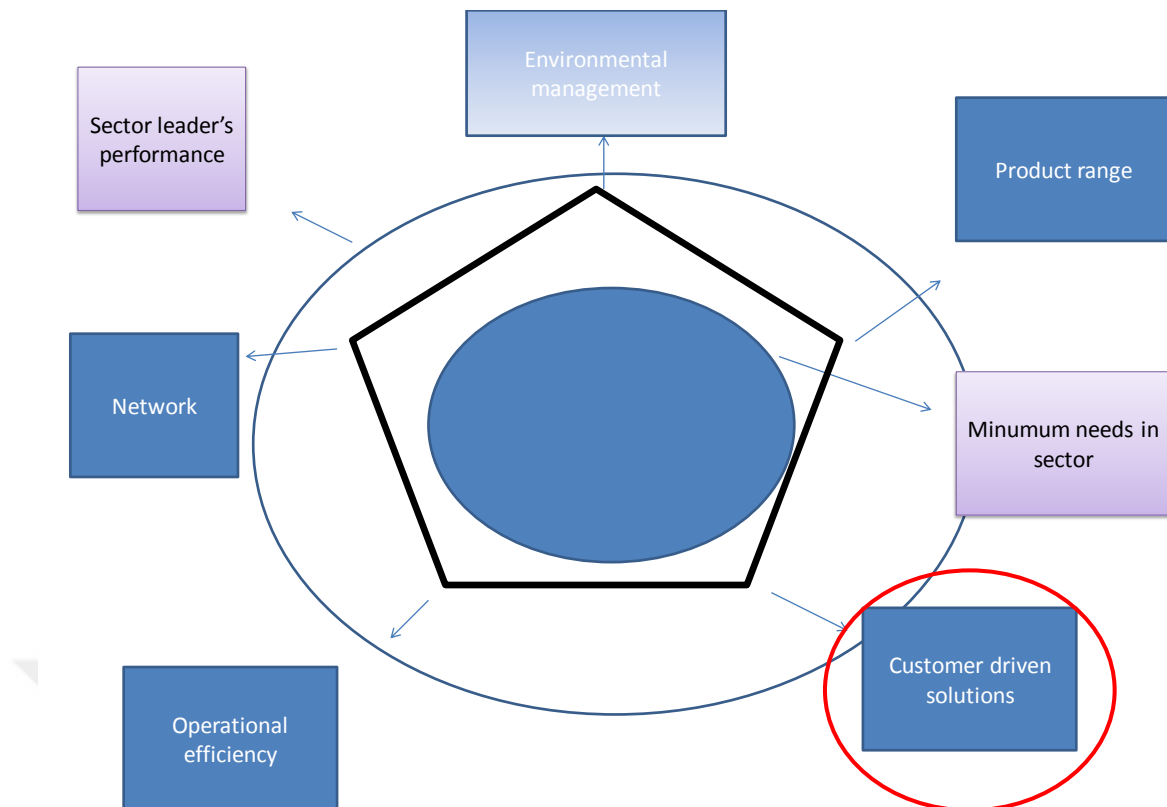 Environmental
management
Sector leader’s
performance
Product range
Network
Minumum needs in
sector
Customer driven
solutions
Operational
efficiency